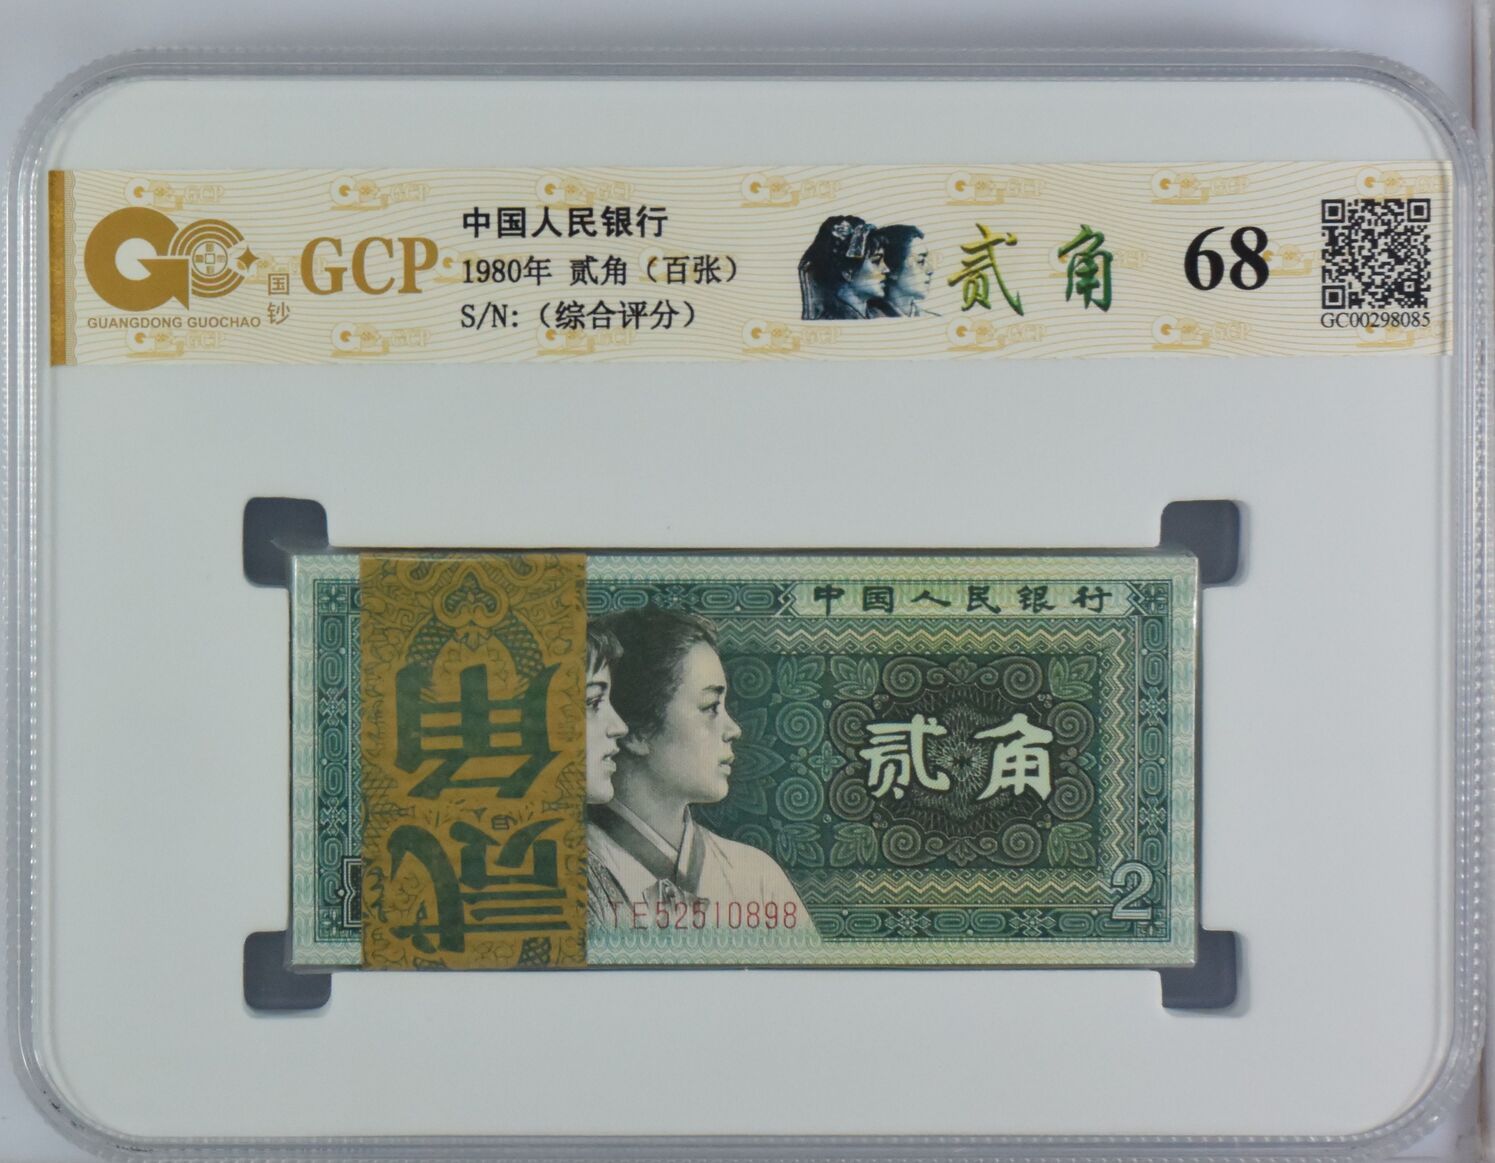 GCP
国钞
GUANGDONG GUOCHAO
中国人民银行
1980年 贰角（百张）
S/N:（综合评分）
贰角
68
GC00298085
中国人民银行
贰角
贰角
TE52510898
2